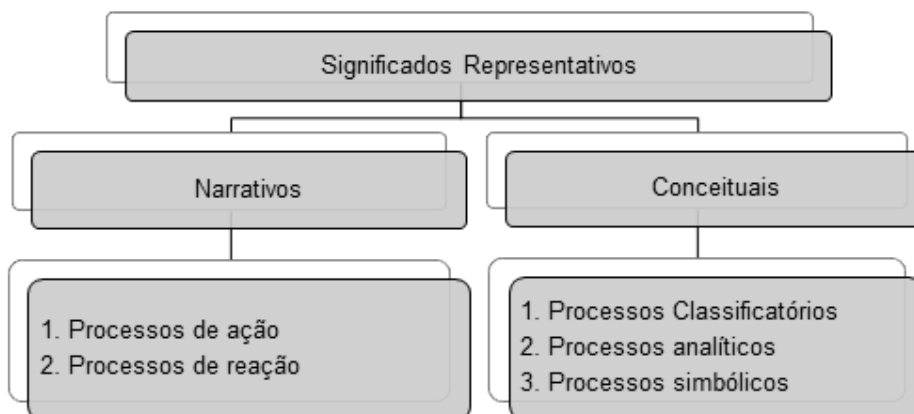 Significados Representativos
Narrativos
Conceituais
1. Processos de ação
2. Processos de reação
1. Processos Classificatórios
2. Processos analíticos
3. Processos simbólicos